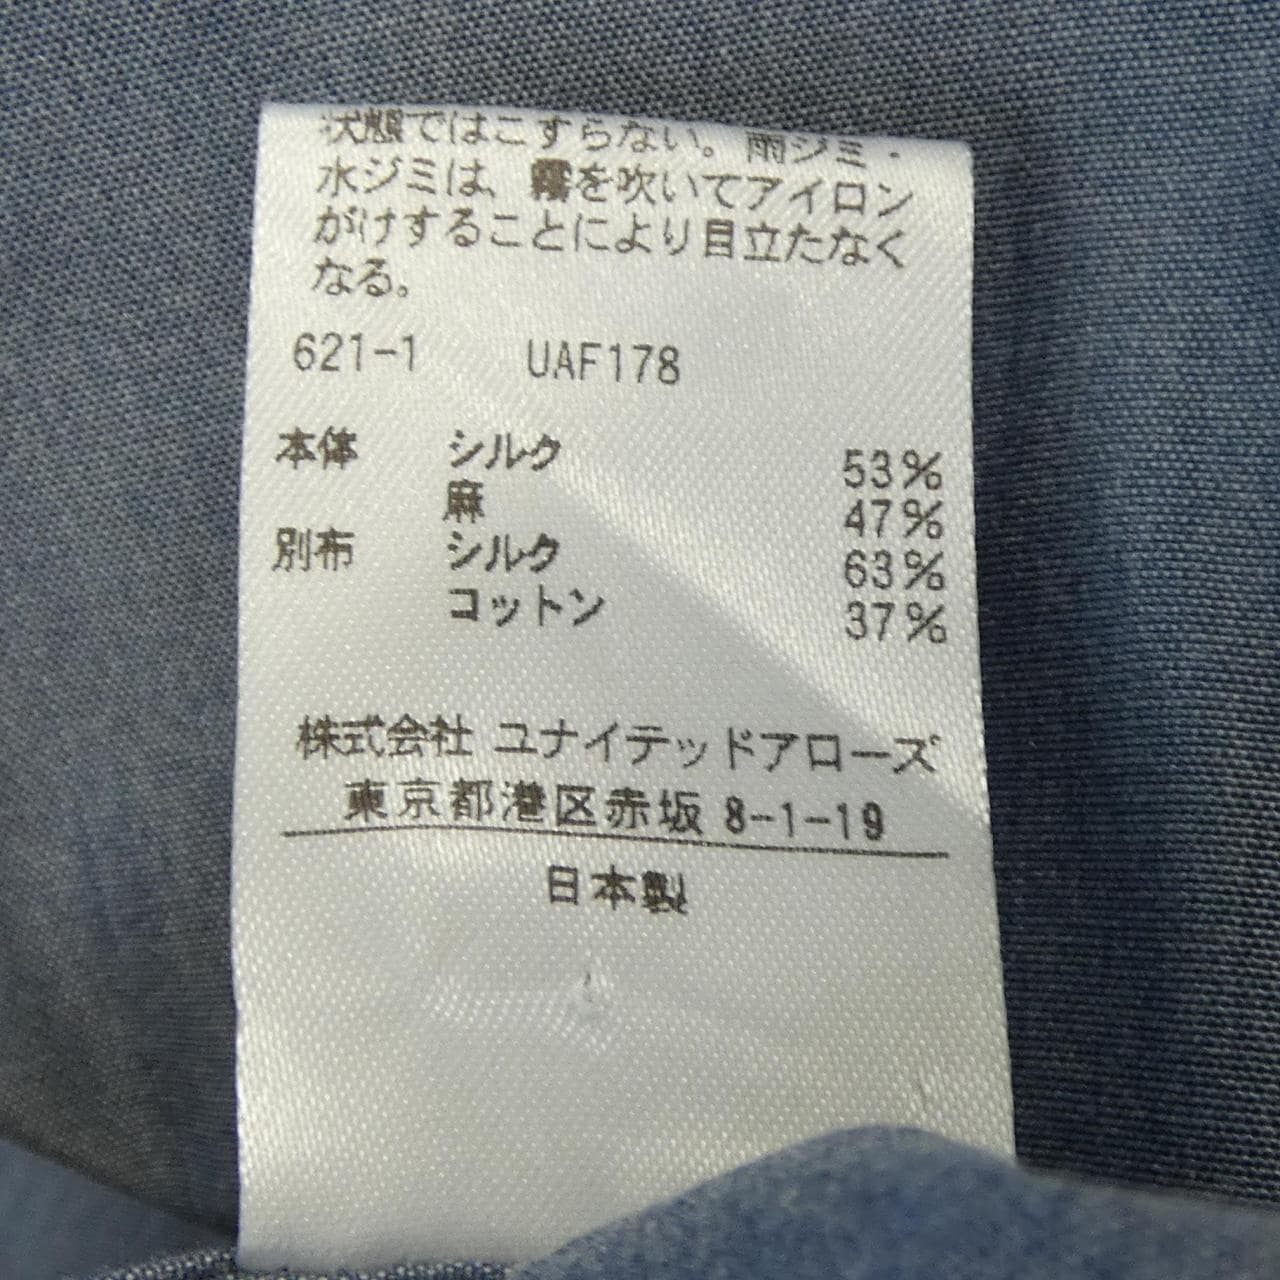 状態ではこすらない。雨ジミ・
水ジミは、霧を吹いてアイロン
がけすることにより目立たなく
なる。
621-1 UAF178
本体 シルク 53%
麻 47%
別布 シルク 63%
コットン 37%
株式会社 ユナイテッドアローズ
東京都港区赤坂 8-1-19
日本製